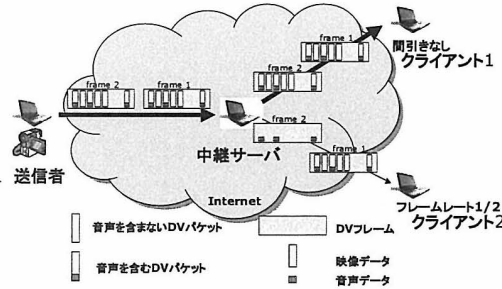 間引きなし
クライアント1
frame 1
frame 2
frame 2
frame 1
frame 2
frame 1
送信者
中継サーバ
Internet
フレームレート1/2
クライアント2
音声を含まないDVパケット
DVフレーム
音声を含むDVパケット
映像データ
音声データ